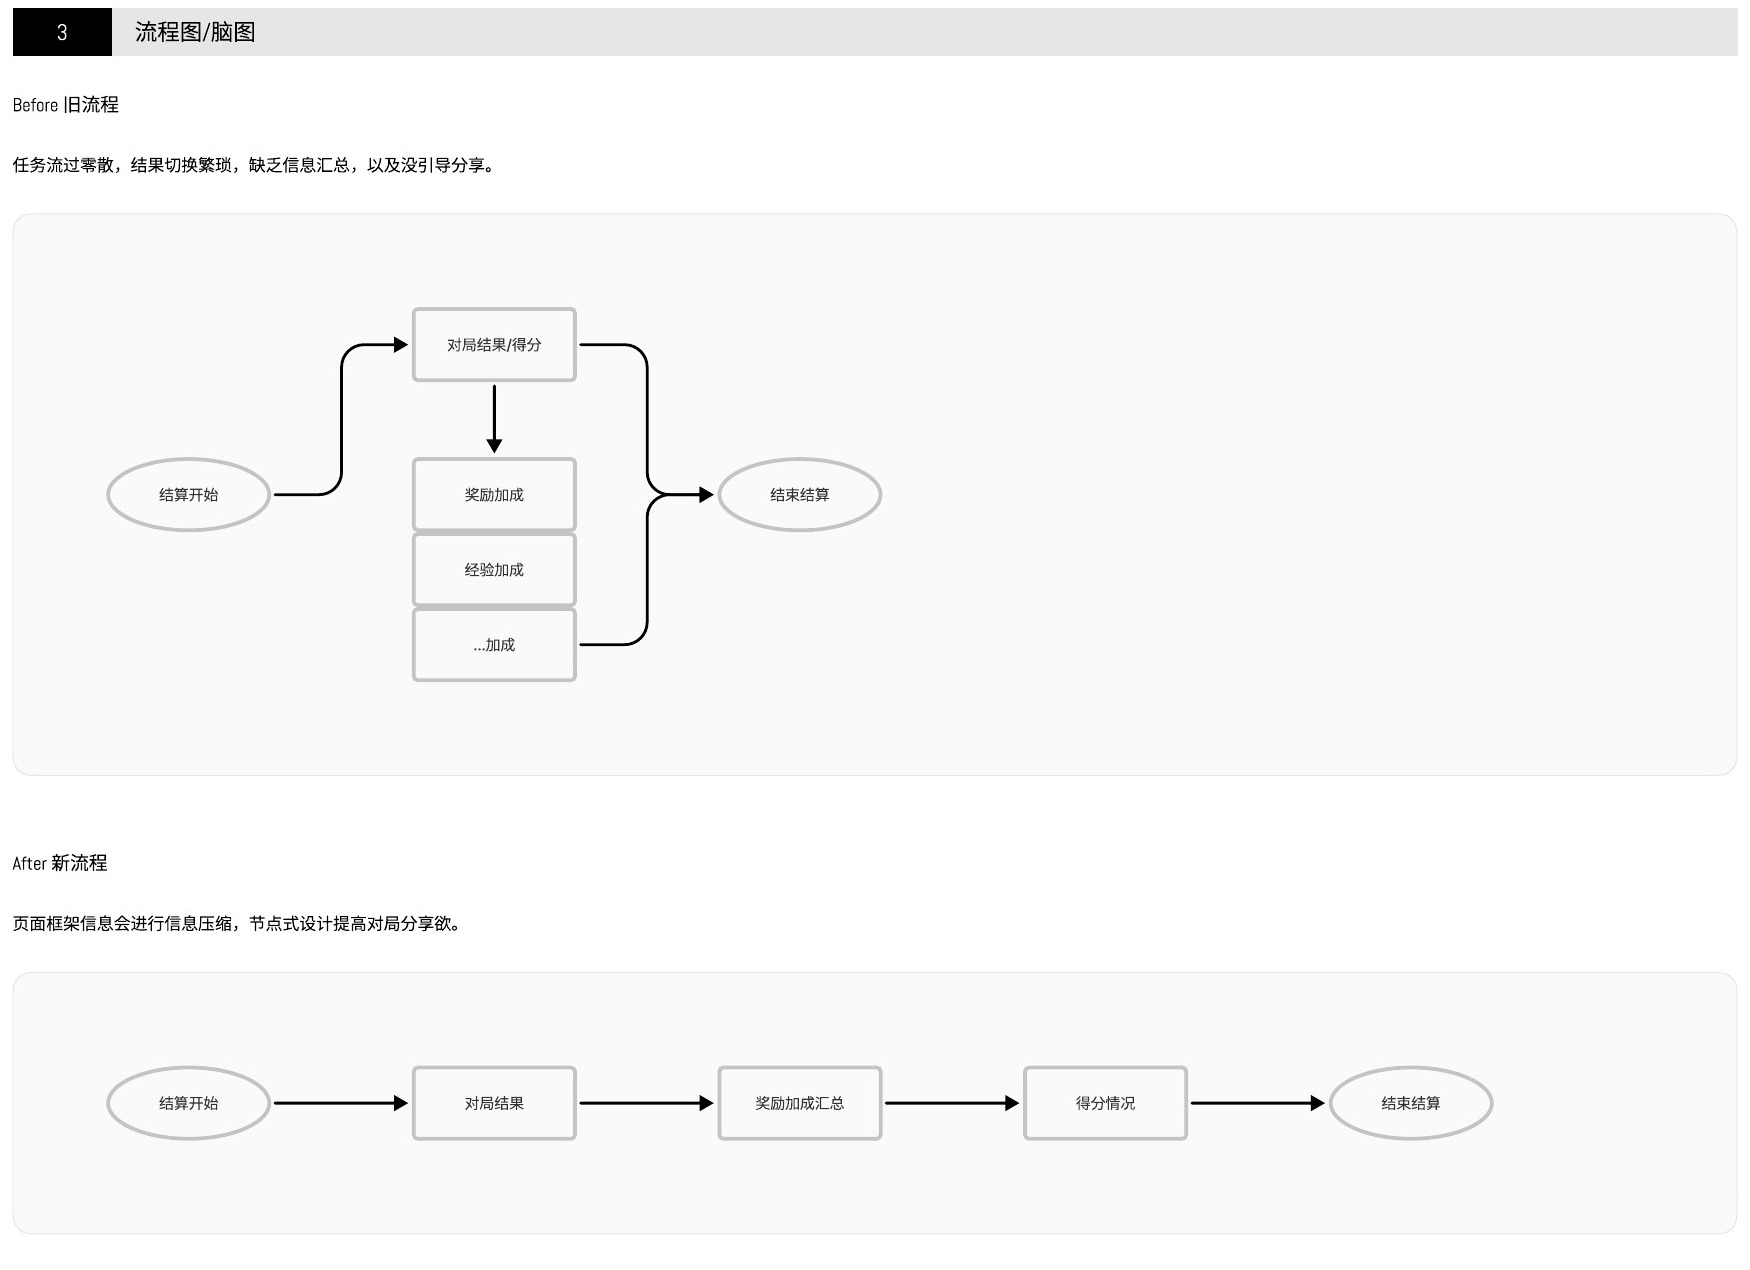 3
流程图/脑图
Before 旧流程
任务流过零散，结果切换繁琐，缺乏信息汇总，以及没引导分享。
对局结果/得分
结算开始
奖励加成
结束结算
经验加成
...加成
After 新流程
页面框架信息会进行信息压缩，节点式设计提高对局分享欲。
结算开始
对局结果
奖励加成汇总
得分情况
结束结算